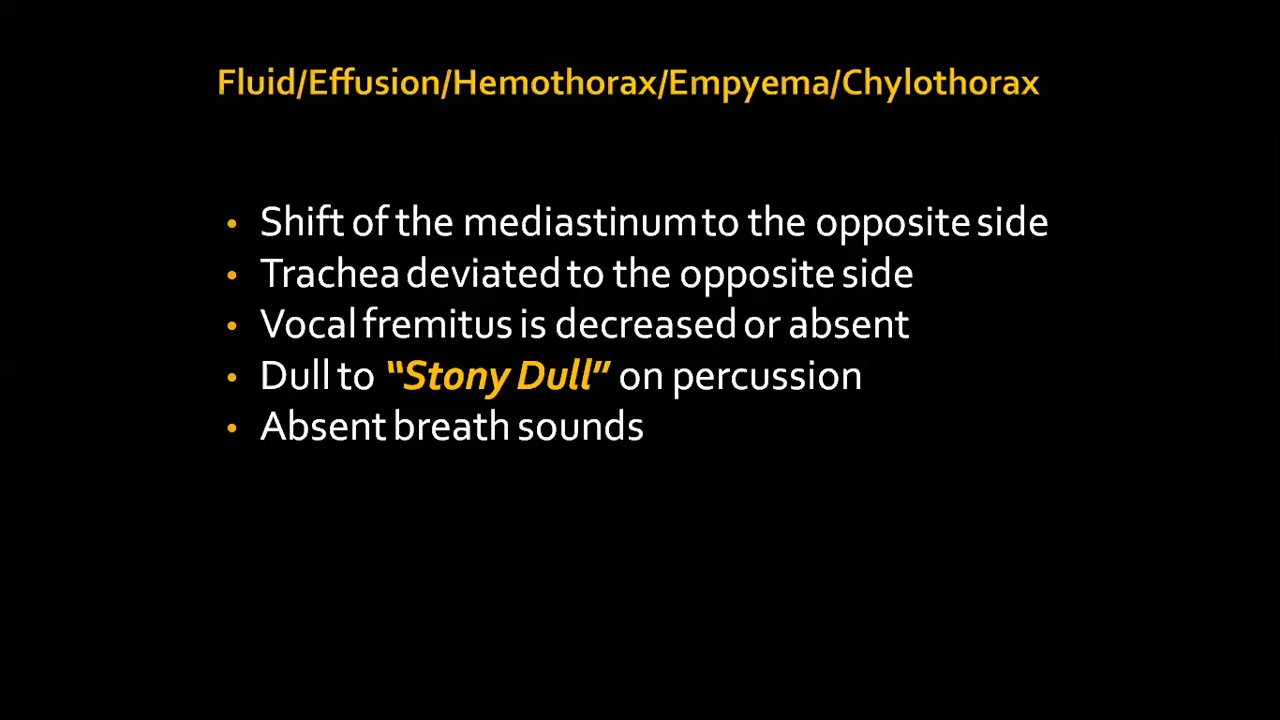 Fluid/Effusion/Hemothorax/Empyema/Chylothorax
• Shift of the mediastinum to the opposite side
• Trachea deviated to the opposite side
• Vocal fremitus is decreased or absent
• Dull to “Stony Dull” on percussion
• Absent breath sounds